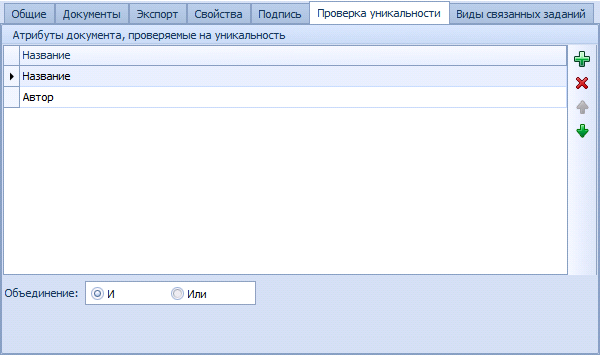 Общие Документы Экспорт Свойства Подпись Проверка уникальности Виды связанных заданий
Атрибуты документа, проверяемые на уникальность
Название
Название
Автор
Объединение: И Или